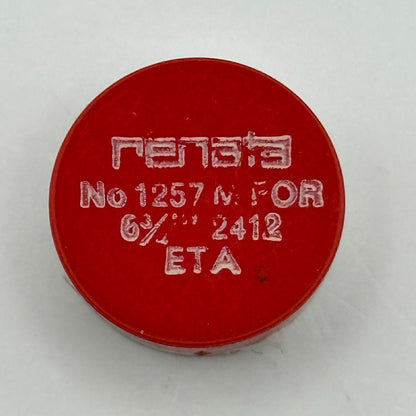 renata
No 1257 M FOR
6¾''' 2412
ETA